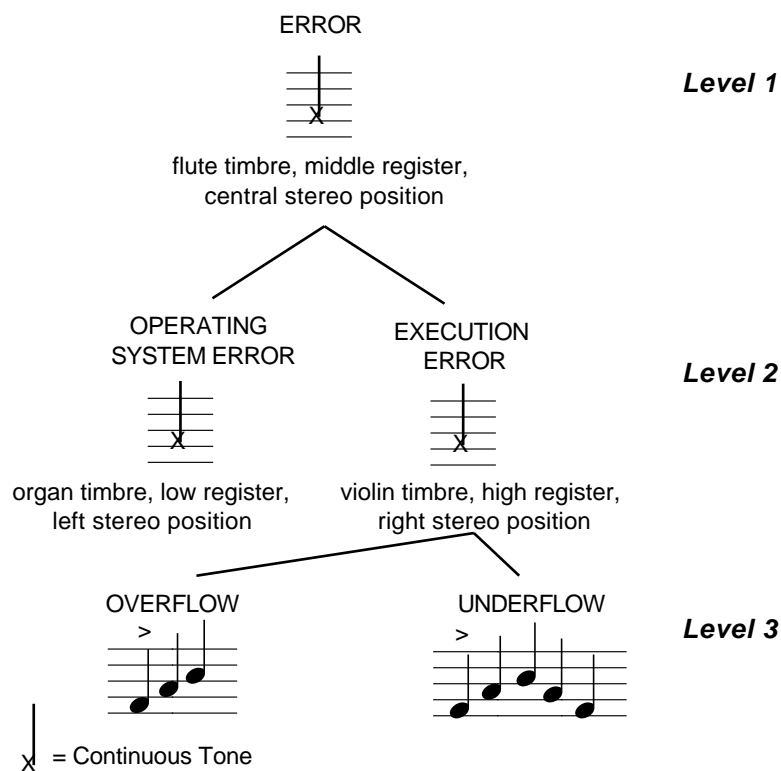 ERROR
Level 1
X
flute timbre, middle register,
central stereo position
OPERATING
SYSTEM ERROR
EXECUTION
ERROR
Level 2
X
X
organ timbre, low register,
left stereo position
violin timbre, high register,
right stereo position
OVERFLOW
UNDERFLOW
Level 3
>
>
X = Continuous Tone